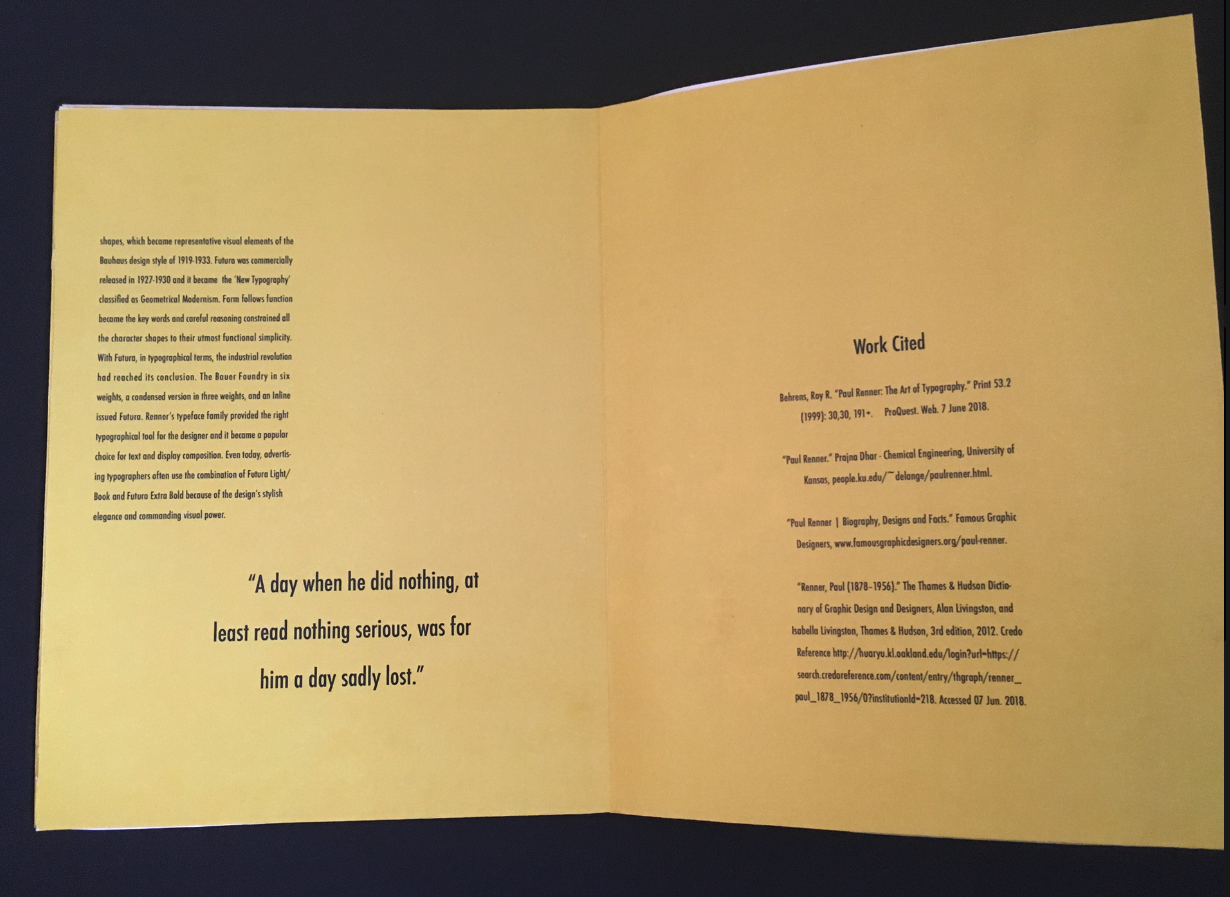 shapes, which became representative visual elements of the
Bauhaus design style of 1919-1933. Futura was commercially
released in 1927-1930 and it became the 'New Typography'
classified as Geometrical Modernism. Form follows function
became the key words and careful reasoning constrained all
the character shapes to their utmost functional simplicity.
With Futura, in typographical terms, the industrial revolution
had reached its conclusion. The Bauer Foundry in six
weights, a condensed version in three weights, and an Inline
issued Futura. Renner's typeface family provided the right
typographical tool for the designer and it became a popular
choice for text and display composition. Even today, advertis-
ing typographers often use the combination of Futura Light/
Book and Futura Extra Bold because of the design's stylish
elegance and commanding visual power.
“A day when he did nothing, at
least read nothing serious, was for
him a day sadly lost.”
Work Cited
Behrens, Roy R. "Paul Renner: The Art of Typography." Print 53.2
(1999): 30,30, 191+. ProQuest. Web. 7 June 2018.
"Paul Renner." Prajna Dhar - Chemical Engineering, University of
Kansas, people.ku.edu/~delange/paulrenner.html.
"Paul Renner | Biography, Designs and Facts." Famous Graphic
Designers, www.famousgraphicdesigners.org/paul-renner.
"Renner, Paul (1878–1956)." The Thames & Hudson Dictio-
nary of Graphic Design and Designers, Alan Livingston, and
Isabella Livingston, Thames & Hudson, 3rd edition, 2012. Credo
Reference http://huaryu.kl.oakland.edu/login?url=https://
search.credoreference.com/content/entry/thgraph/renner_
paul_1878_1956/0?institutionId=218. Accessed 07 Jun. 2018.